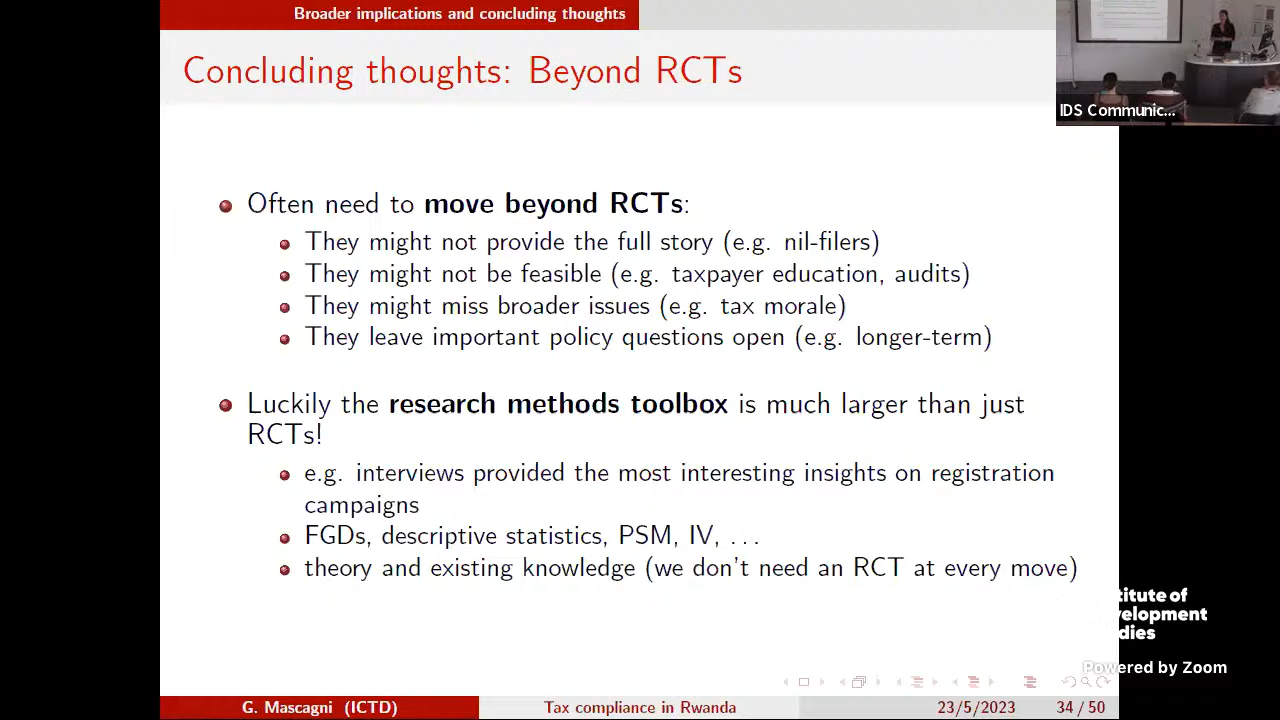 Broader implications and concluding thoughts
Concluding thoughts: Beyond RCTs
IDS Communic...
Often need to move beyond RCTs:
They might not provide the full story (e.g. nil-filers)
They might not be feasible (e.g. taxpayer education, audits)
They might miss broader issues (e.g. tax morale)
They leave important policy questions open (e.g. longer-term)
Luckily the research methods toolbox is much larger than just
RCTs!
e.g. interviews provided the most interesting insights on registration
campaigns
FGDs, descriptive statistics, PSM, IV, ...
theory and existing knowledge (we don't need an RCT at every move)
titute of
velopment
dies
Powered by Zoom
G. Mascagni (ICTD)
Tax compliance in Rwanda
23/5/2023
34 / 50